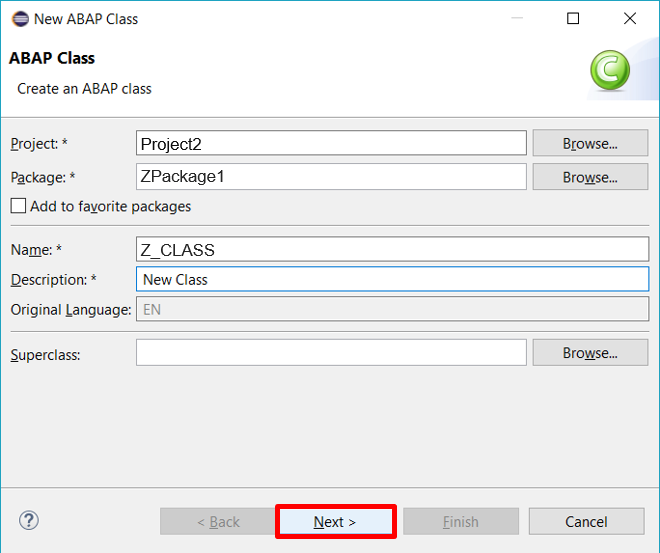 New ABAP Class
ABAP Class
Create an ABAP class
Project: * Project2 Browse...
Package: * ZPackage1 Browse...
Add to favorite packages
Name: * Z_CLASS
Description: * New Class
Original Language: EN
Superclass: Browse...
? < Back Next > Finish Cancel